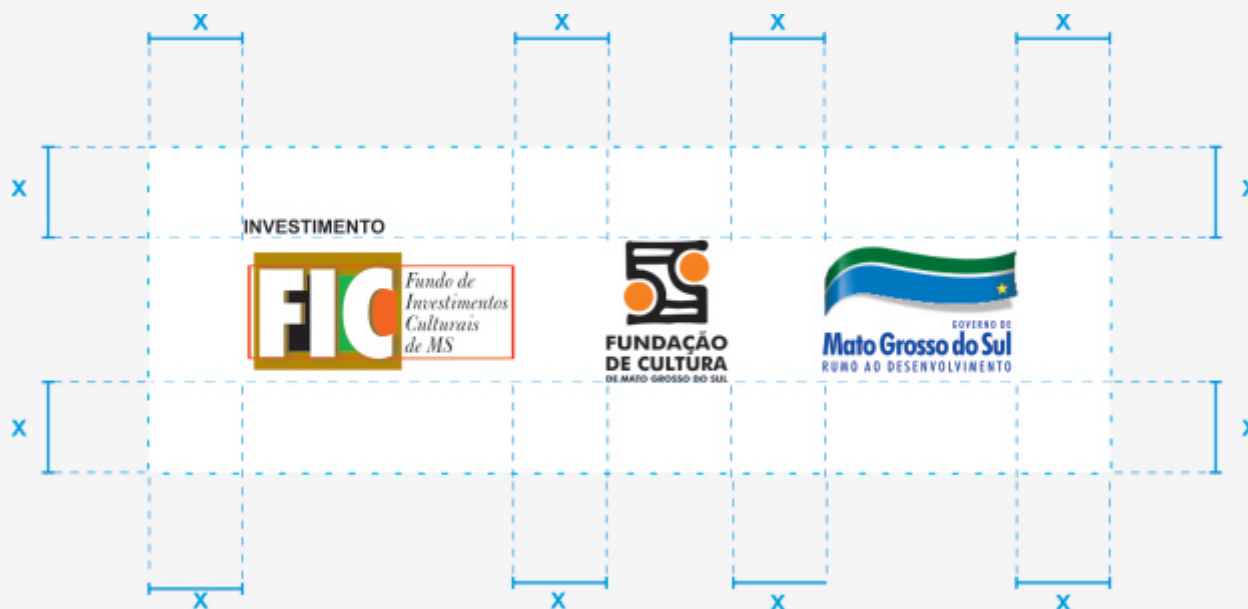 X X X X
X X
INVESTIMENTO
FIC
Fundo de
Investimentos
Culturais
de MS
FUNDAÇÃO
DE CULTURA
DE MATO GROSSO DO SUL
GOVERNO DE
Mato Grosso do Sul
RUMO AO DESENVOLVIMENTO
X X
X X X X